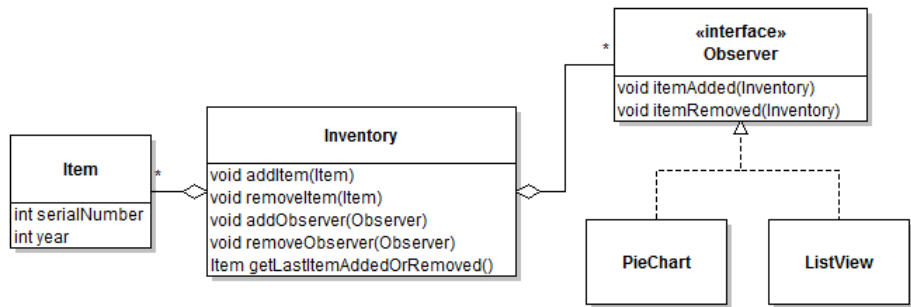 «interface»
Observer
void itemAdded(Inventory)
void itemRemoved(Inventory)
*
Inventory
void addItem(Item)
void removeItem(Item)
void addObserver(Observer)
void removeObserver(Observer)
Item getLastItemAddedOrRemoved()
Item
*
int serialNumber
int year
PieChart
ListView